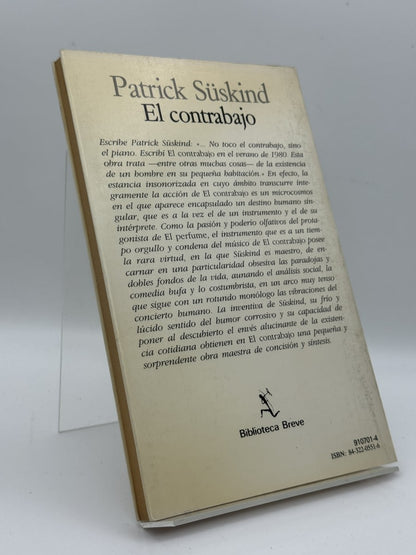 Patrick Süskind
El contrabajo
Escribe Patrick Süskind: «... No toco el contrabajo, sino
el piano. Escribí El contrabajo en el verano de 1980. Esta
obra trata —entre otras muchas cosas— de la existencia
de un hombre en su pequeña habitación.» En efecto, la
estancia insonorizada en cuyo ámbito transcurre ínte-
gramente la acción de El contrabajo es un microcosmos
en el que aparece encapsulado un destino humano sin-
gular, que es a la vez el de un instrumento y el de su
intérprete. Como la pasión y poderío olfativos del prota-
gonista de El perfume, el instrumento que es a un tiem-
po orgullo y condena del músico de El contrabajo posee
la rara virtud, en la que Süskind es maestro, de en-
carnar en una particularidad obsesiva las paradojas y
dobles fondos de la vida, aunando el análisis social, la
comedia bufa y lo costumbrista, en un arco muy tenso
que sigue con un rotundo monólogo las vibraciones del
concierto humano. La inventiva de Süskind, su frío y
lúcido sentido del humor corrosivo y su capacidad de
poner al descubierto el envés alucinante de la existen-
cia cotidiana obtienen en El contrabajo una pequeña y
sorprendente obra maestra de concisión y síntesis.
Biblioteca Breve
910701-4
ISBN: 84-322-0551-6